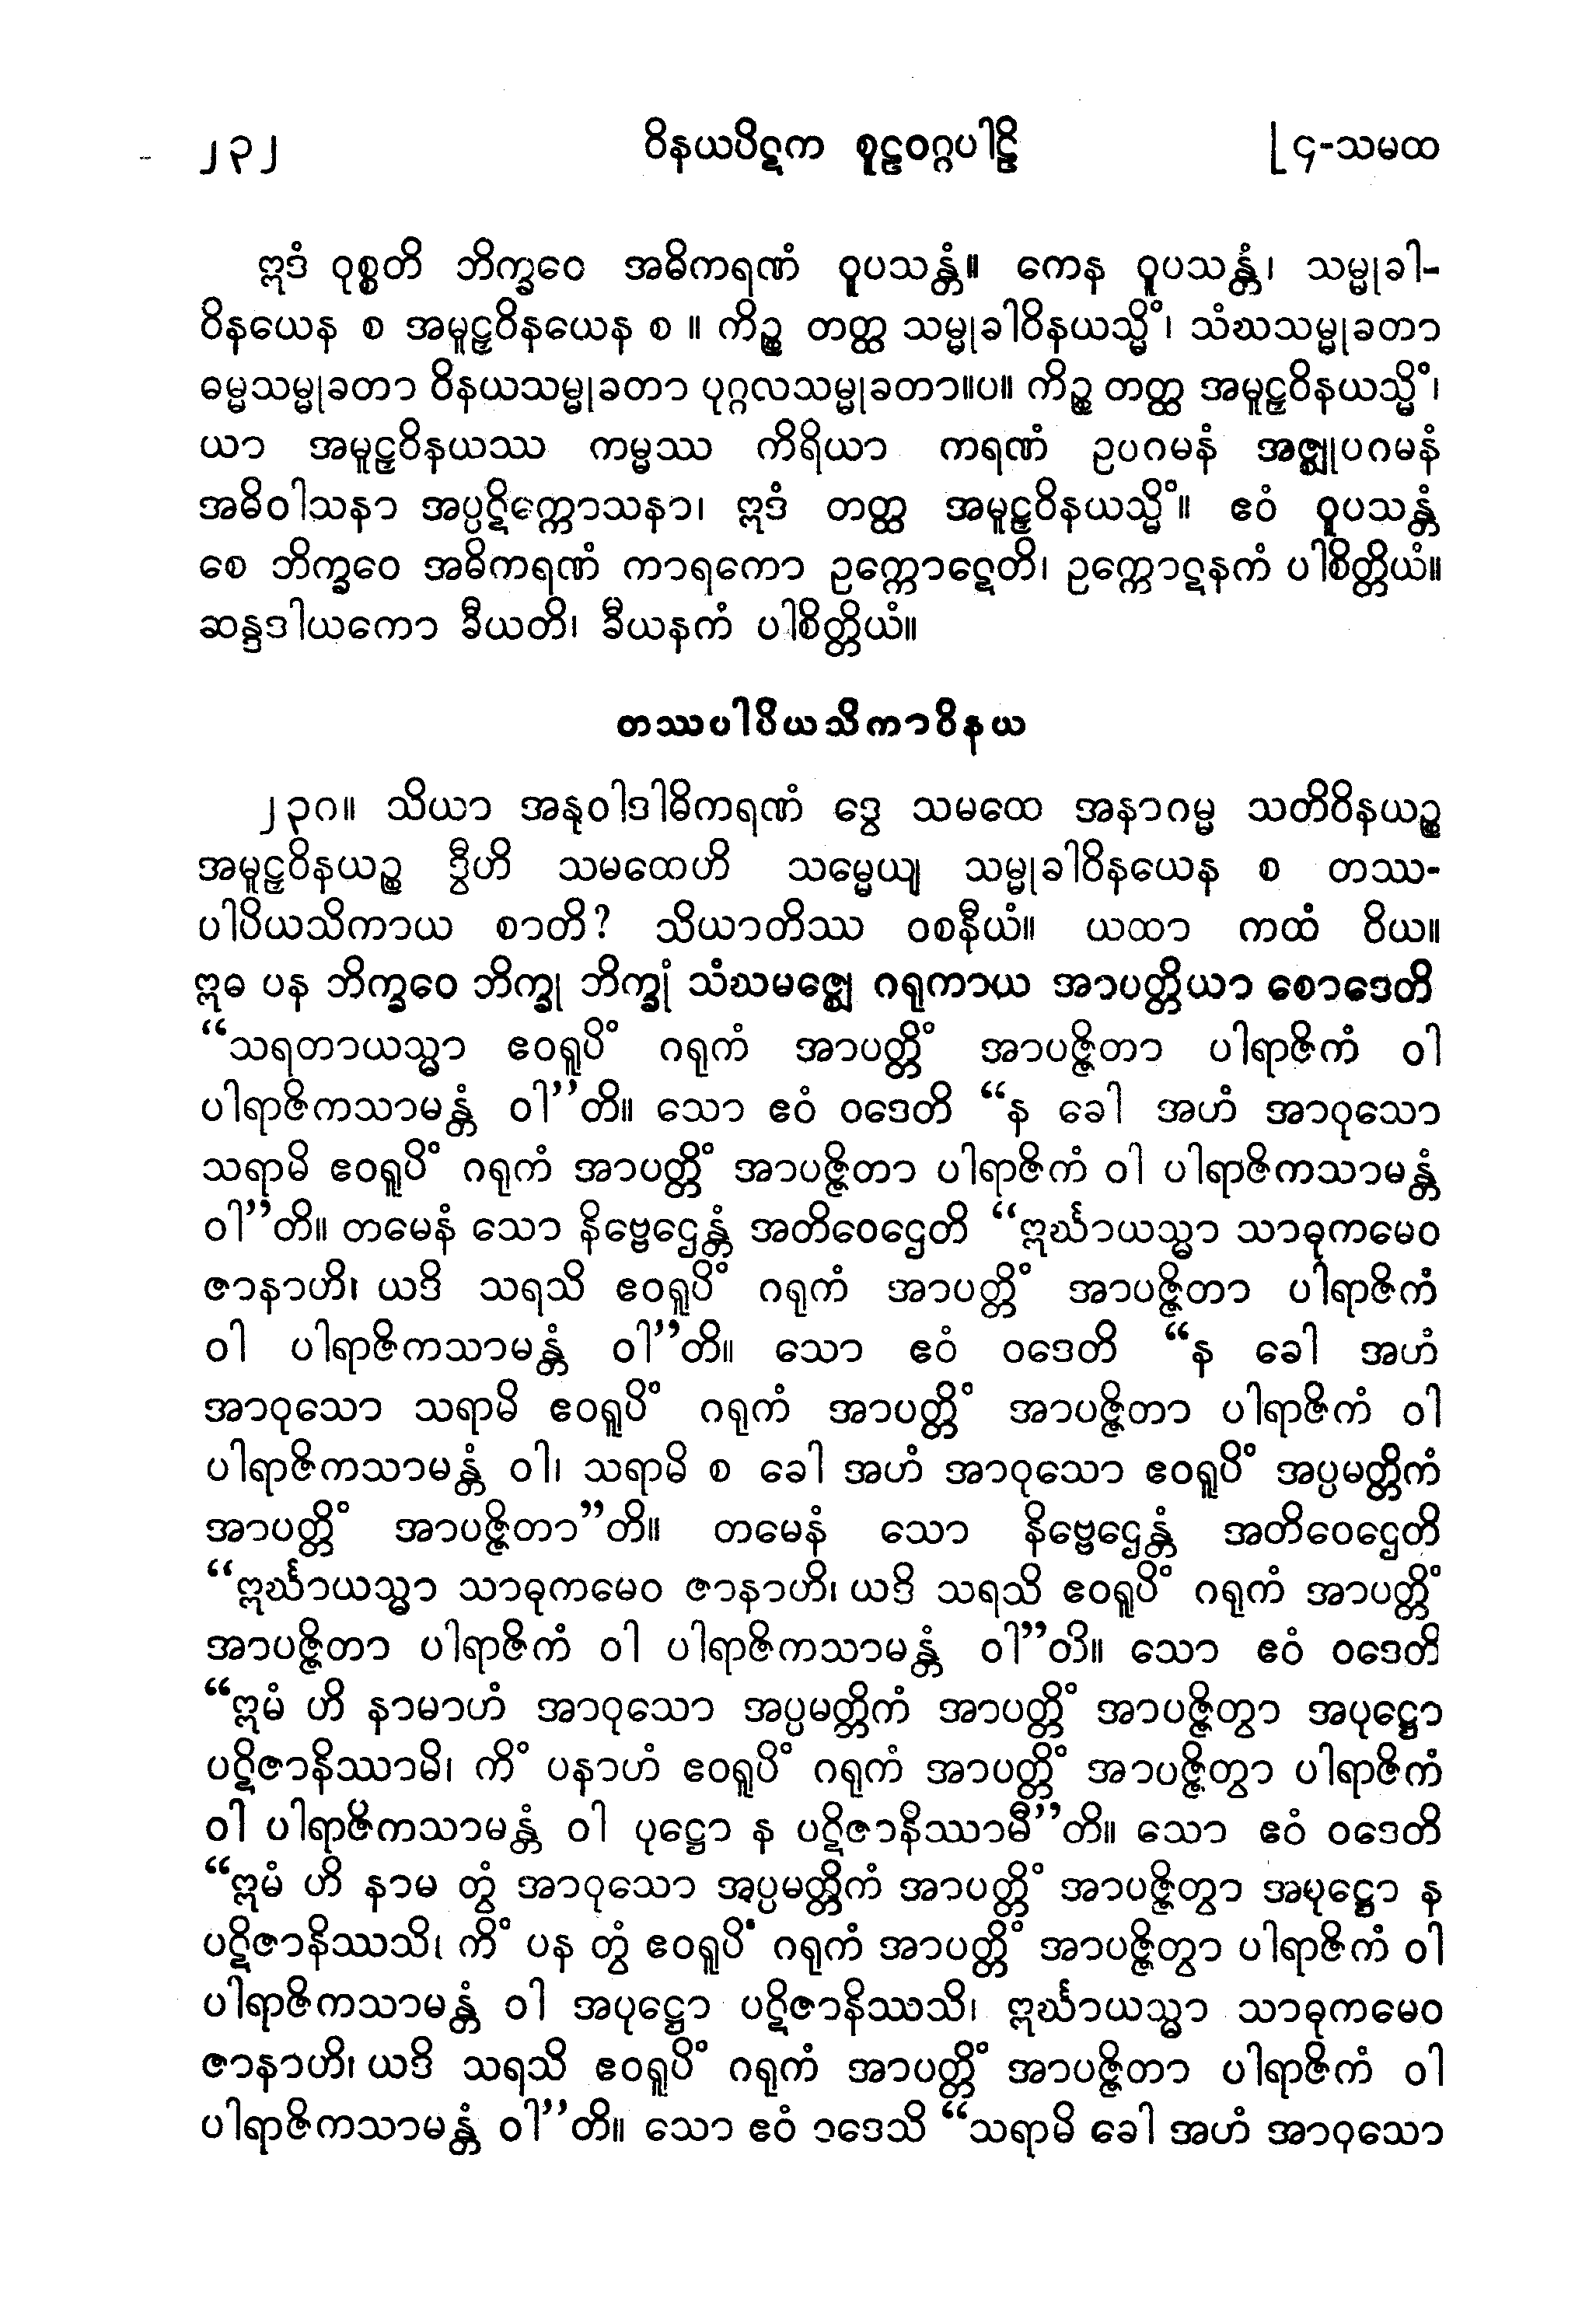 ၂၃၂ ဝိနယပိဋက စူဠဝဂ္ဂပါဠိ [၄-သမထ
ဣဒံ ဝုစ္စတိ ဘိက္ခဝေ အဓိကရဏံ ဝူပသန္တံ။ ကေန ဝူပသန္တံ၊ သမ္မုခါ-
ဝိနယေန စ အမူဠှဝိနယေန စ ။ ကိဉ္စ တတ္ထ သမ္မုခါဝိနယသ္မိံ၊ သံဃသမ္မုခတာ
ဓမ္မသမ္မုခတာ ဝိနယသမ္မုခတာ ပုဂ္ဂလသမ္မုခတာ။ပ။ ကိဉ္စ တတ္ထ အမူဠှဝိနယသ္မိံ၊
ယာ အမူဠှဝိနယဿ ကမ္မဿ ကိရိယာ ကရဏံ ဥပဂမနံ အဇ္ဈုပဂမနံ
အဓိဝါသနာ အပ္ပဋိက္ကောသနာ၊ ဣဒံ တတ္ထ အမူဠှဝိနယသ္မိံ။ ဧဝံ ဝူပသန္တံ
စေ ဘိက္ခဝေ အဓိကရဏံ ကာရကော ဥက္ကောဋေတိ၊ ဥက္ကောဋနကံ ပါစိတ္တိယံ။
ဆန္ဒဒါယကော ခီယတိ၊ ခီယနကံ ပါစိတ္တိယံ။
တဿပါပိယသိကာဝိနယ
၂၃၈။ သိယာ အနုဝါဒါဓိကရဏံ ဒွေ သမထေ အနာဂမ္မ သတိဝိနယဉ္စ
အမူဠှဝိနယဉ္စ ဒွီဟိ သမထေဟိ သမ္မေယျ သမ္မုခါဝိနယေန စ တဿ-
ပါပိယသိကာယ စာတိ? သိယာတိဿ ဝစနီယံ။ ယထာ ကထံ ဝိယ။
ဣဓ ပန ဘိက္ခဝေ ဘိက္ခု ဘိက္ခုံ သံဃမဇ္ဈေ ဂရုကာယ အာပတ္တိယာ စောဒေတိ
“သရတာယသ္မာ ဧဝရူပိံ ဂရုကံ အာပတ္တိံ အာပဇ္ဇိတာ ပါရာဇိကံ ဝါ
ပါရာဇိကသာမန္တံ ဝါ”တိ။ သော ဧဝံ ဝဒေတိ “န ခေါ အဟံ အာဝုသော
သရာမိ ဧဝရူပိံ ဂရုကံ အာပတ္တိံ အာပဇ္ဇိတာ ပါရာဇိကံ ဝါ ပါရာဇိကသာမန္တံ
ဝါ”တိ။ တမေနံ သော နိဗ္ဗေဌေန္တံ အတိဝေဌေတိ “ဣင်္ဃာယသ္မာ သာဓုကမေဝ
ဇာနာဟိ၊ ယဒိ သရသိ ဧဝရူပိံ ဂရုကံ အာပတ္တိံ အာပဇ္ဇိတာ ပါရာဇိကံ
ဝါ ပါရာဇိကသာမန္တံ ဝါ”တိ။ သော ဧဝံ ဝဒေတိ “န ခေါ အဟံ
အာဝုသော သရာမိ ဧဝရူပိံ ဂရုကံ အာပတ္တိံ အာပဇ္ဇိတာ ပါရာဇိကံ ဝါ
ပါရာဇိကသာမန္တံ ဝါ၊ သရာမိ စ ခေါ အဟံ အာဝုသော ဧဝရူပိံ အပ္ပမတ္တိကံ
အာပတ္တိံ အာပဇ္ဇိတာ”တိ။ တမေနံ သော နိဗ္ဗေဌေန္တံ အတိဝေဌေတိ
“ဣင်္ဃာယသ္မာ သာဓုကမေဝ ဇာနာဟိ၊ ယဒိ သရသိ ဧဝရူပိံ ဂရုကံ အာပတ္တိံ
အာပဇ္ဇိတာ ပါရာဇိကံ ဝါ ပါရာဇိကသာမန္တံ ဝါ”တိ။ သော ဧဝံ ဝဒေတိ
“ဣမံ ဟိ နာမာဟံ အာဝုသော အပ္ပမတ္တိကံ အာပတ္တိံ အာပဇ္ဇိတွာ အပုဋ္ဌော
ပဋိဇာနိဿာမိ၊ ကိံ ပနာဟံ ဧဝရူပိံ ဂရုကံ အာပတ္တိံ အာပဇ္ဇိတွာ ပါရာဇိကံ
ဝါ ပါရာဇိကသာမန္တံ ဝါ ပုဋ္ဌော န ပဋိဇာနိဿာမီ”တိ။ သော ဧဝံ ဝဒေတိ
“ဣမံ ဟိ နာမ တွံ အာဝုသော အပ္ပမတ္တိကံ အာပတ္တိံ အာပဇ္ဇိတွာ အပုဋ္ဌော န
ပဋိဇာနိဿသိ၊ ကိံ ပန တွံ ဧဝရူပိံ ဂရုကံ အာပတ္တိံ အာပဇ္ဇိတွာ ပါရာဇိကံ ဝါ
ပါရာဇိကသာမန္တံ ဝါ အပုဋ္ဌော ပဋိဇာနိဿသိ၊ ဣင်္ဃာယသ္မာ သာဓုကမေဝ
ဇာနာဟိ၊ ယဒိ သရသိ ဧဝရူပိံ ဂရုကံ အာပတ္တိံ အာပဇ္ဇိတာ ပါရာဇိကံ ဝါ
ပါရာဇိကသာမန္တံ ဝါ”တိ။ သော ဧဝံ ဝဒေသိ “သရာမိ ခေါ အဟံ အာဝုသော